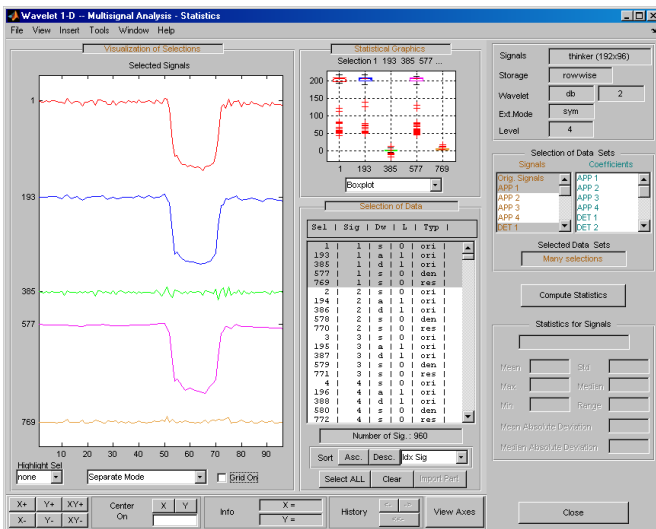 Wavelet 1-D -- Multisignal Analysis - Statistics
File View Insert Tools Window Help
Visualization of Selections
Selected Signals
1
193
385
577
769
10 20 30 40 50 60 70 80 90
Highlight Sel
none
Separate Mode
Grid On
Statistical Graphics
Selection 1 193 385 577 ...
200
150
100
50
0
1 193 385 577 769
Boxplot
Selection of Data
Sel | Sig | Dw | L | Typ |
1 | 1 | s | 0 | ori
193 | 1 | a | 1 | ori
385 | 1 | d | 1 | ori
577 | 1 | s | 0 | den
769 | 1 | s | 0 | res
2 | 2 | s | 0 | ori
194 | 2 | a | 1 | ori
386 | 2 | d | 1 | ori
578 | 2 | s | 0 | den
770 | 2 | s | 0 | res
3 | 3 | s | 0 | ori
195 | 3 | a | 1 | ori
387 | 3 | d | 1 | ori
579 | 3 | s | 0 | den
771 | 3 | s | 0 | res
4 | 4 | s | 0 | ori
196 | 4 | a | 1 | ori
388 | 4 | d | 1 | ori
580 | 4 | s | 0 | den
772 | 4 | s | 0 | res
Number of Sig.: 960
Sort Asc. Desc. Idx Sig
Select ALL Clear Import Part.
Signals thinker (192x96)
Storage rowwise
Wavelet db 2
Ext.Mode sym
Level 4
Selection of Data Sets
Signals Coefficients
Orig. Signals APP 1
APP 1 APP 2
APP 2 APP 3
APP 3 APP 4
APP 4 DET 1
DET 1 DET 2
Selected Data Sets
Many selections
Compute Statistics
Statistics for Signals
Mean Std
Max. Median
Min. Range
Mean Absolute Deviation
Median Absolute Deviation
X+ Y+ XY+
X- Y- XY-
Center On X Y
Info X =
Y =
History <- ->
<<-
View Axes
Close